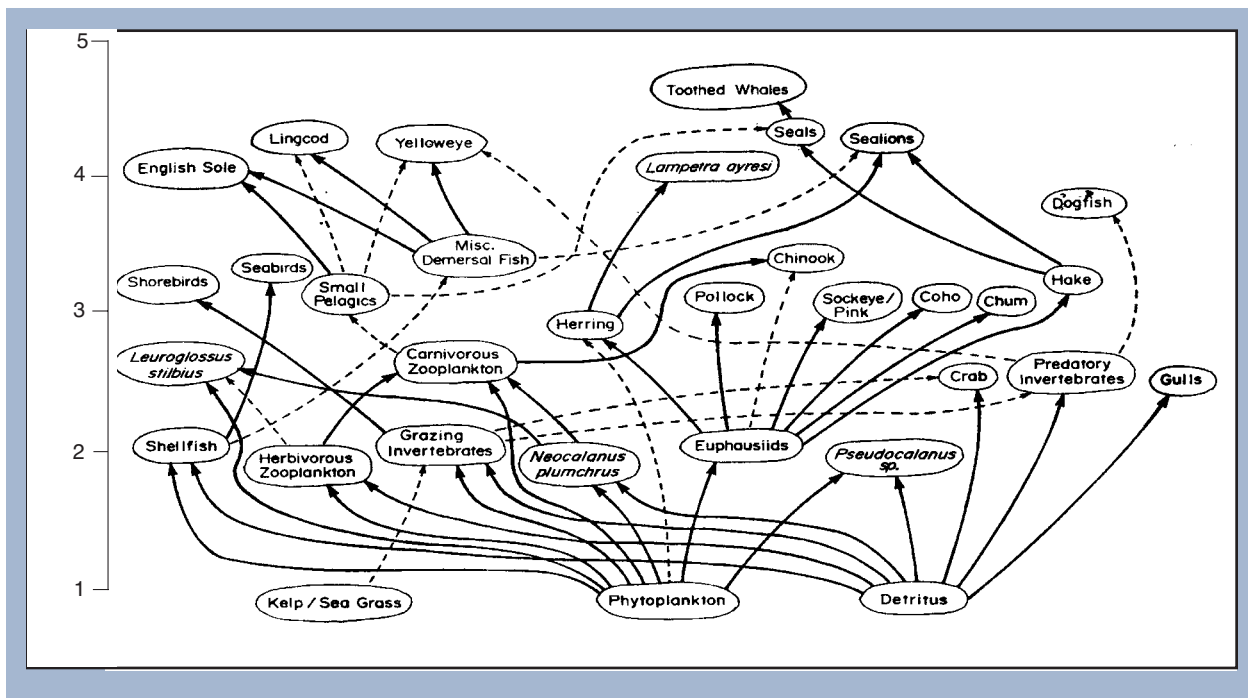 5
Toothed Whales
Lingcod
Yelloweye
Seals
Sealions
English Sole
Lampetra ayresi
4
Dogfish
Misc.
Demersal Fish
Chinook
Seabirds
Shorebirds
Small
Pelagics
Hake
Pollock
Sockeye/
Pink
Coho
Chum
3
Herring
Leuroglossus
stilbius
Carnivorous
Zooplankton
Crab
Predatory
Invertebrates
Gulls
2
Shellfish
Herbivorous
Zooplankton
Grazing
Invertebrates
Neocalanus
plumchrus
Euphausiids
Pseudocalanus
sp.
1
Kelp / Sea Grass
Phytoplankton
Detritus